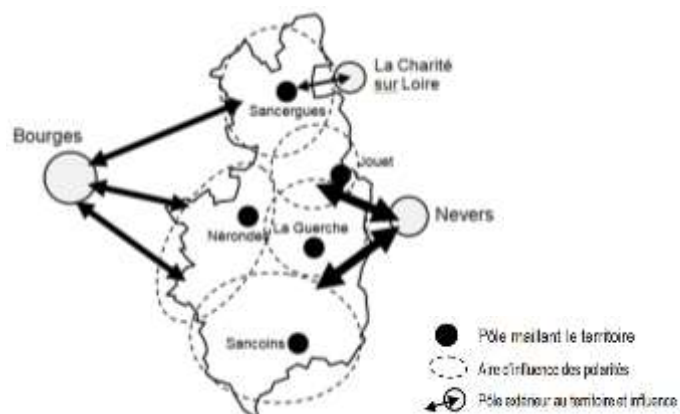 La Charité
sur Loire
Sancergues
Bourges
Jouet
Nevers
Nérondes
La Guerche
Sancoins
Pôle maillant le territoire
Aire d'influence des polarités
Pôle extérieur au territoire et influence